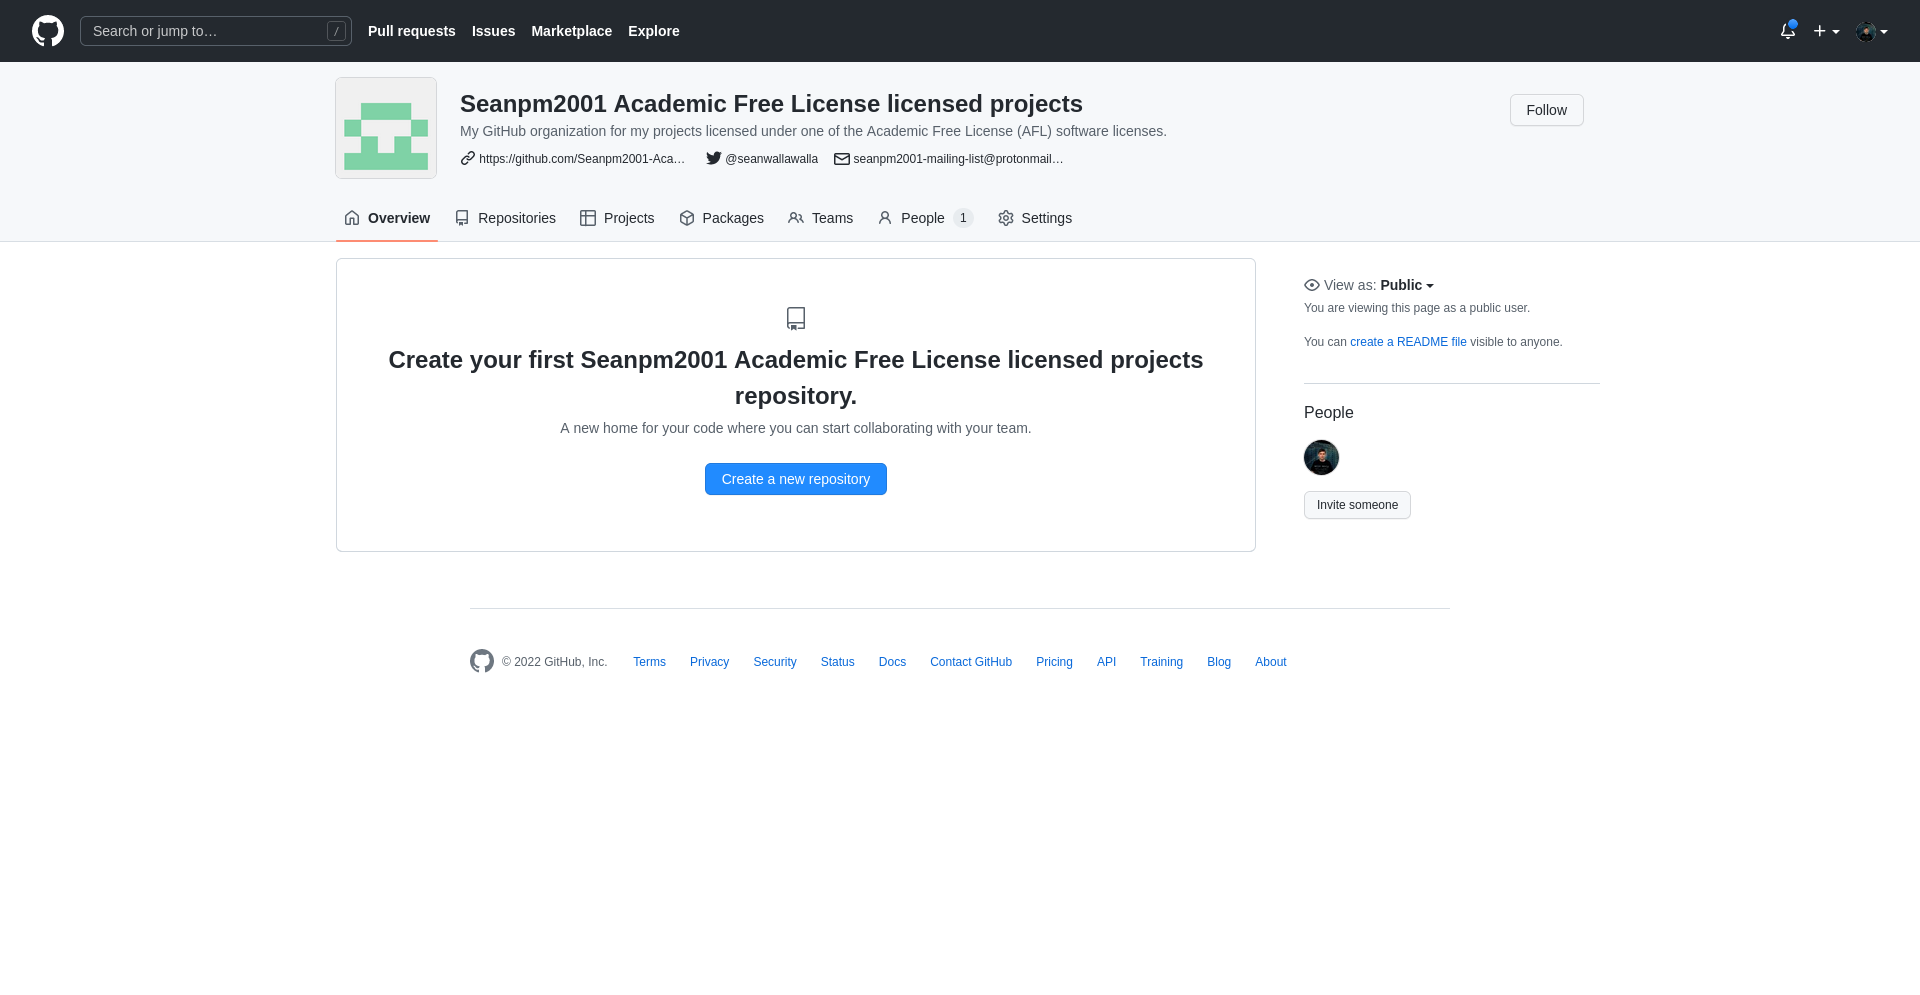 Search or jump to… /
Pull requests Issues Marketplace Explore
Seanpm2001 Academic Free License licensed projects
Follow
My GitHub organization for my projects licensed under one of the Academic Free License (AFL) software licenses.
https://github.com/Seanpm2001-Aca… @seanwallawalla seanpm2001-mailing-list@protonmail…
Overview Repositories Projects Packages Teams People 1 Settings
Create your first Seanpm2001 Academic Free License licensed projects
repository.
A new home for your code where you can start collaborating with your team.
Create a new repository
View as: Public
You are viewing this page as a public user.
You can create a README file visible to anyone.
People
Invite someone
© 2022 GitHub, Inc. Terms Privacy Security Status Docs Contact GitHub Pricing API Training Blog About